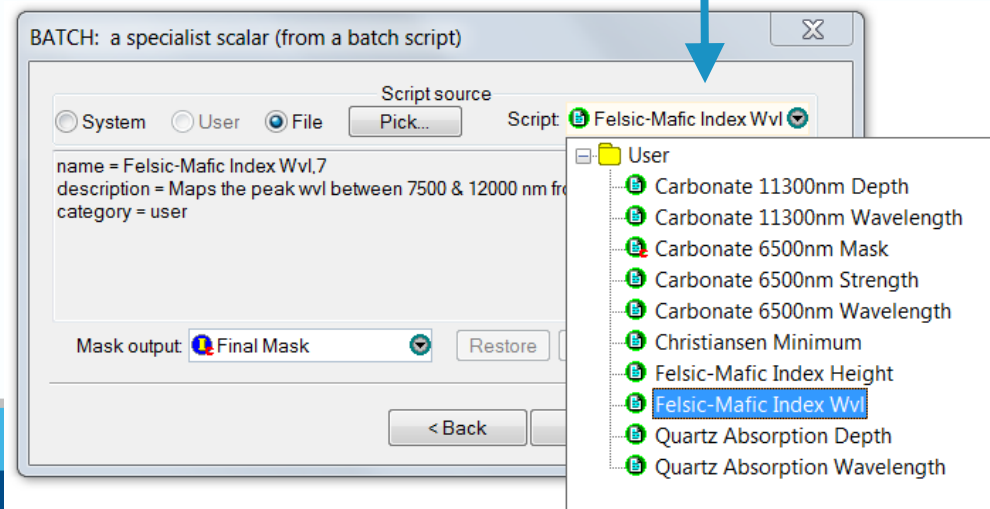 BATCH: a specialist scalar (from a batch script)
Script source
System User File Pick... Script: Felsic-Mafic Index Wvl
name = Felsic-Mafic Index Wvl,7
description = Maps the peak wvl between 7500 & 12000 nm
category = user
Mask output: Final Mask Restore
< Back
User
Carbonate 11300nm Depth
Carbonate 11300nm Wavelength
Carbonate 6500nm Mask
Carbonate 6500nm Strength
Carbonate 6500nm Wavelength
Christiansen Minimum
Felsic-Mafic Index Height
Felsic-Mafic Index Wvl
Quartz Absorption Depth
Quartz Absorption Wavelength